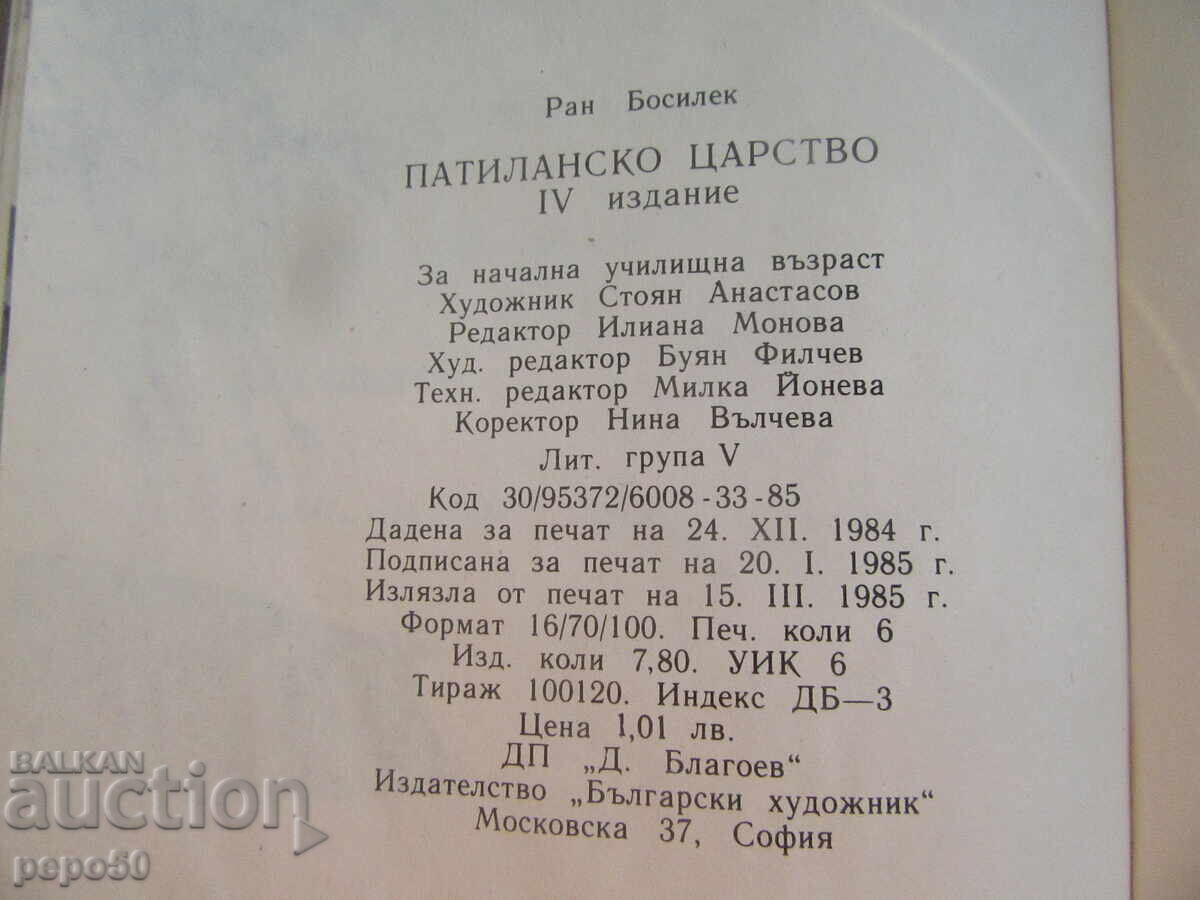 Ран Босилек
ПАТИЛАНСКО ЦАРСТВО
IV издание
За начална училищна възраст
Художник Стоян Анастасов
Редактор Илиана Монова
Худ. редактор Буян Филчев
Техн. редактор Милка Йонева
Коректор Нина Вълчева
Лит. група V
Код 30/95372/6008-33-85
Дадена за печат на 24. XII. 1984 г.
Подписана за печат на 20. I. 1985 г.
Излязла от печат на 15. III. 1985 г.
Формат 16/70/100. Печ. коли 6
Изд. коли 7,80. УИК 6
Тираж 100120. Индекс ДБ—3
Цена 1,01 лв.
ДП „Д. Благоев“
Издателство „Български художник“
Московска 37, София
BALKAN
auction
pepo50